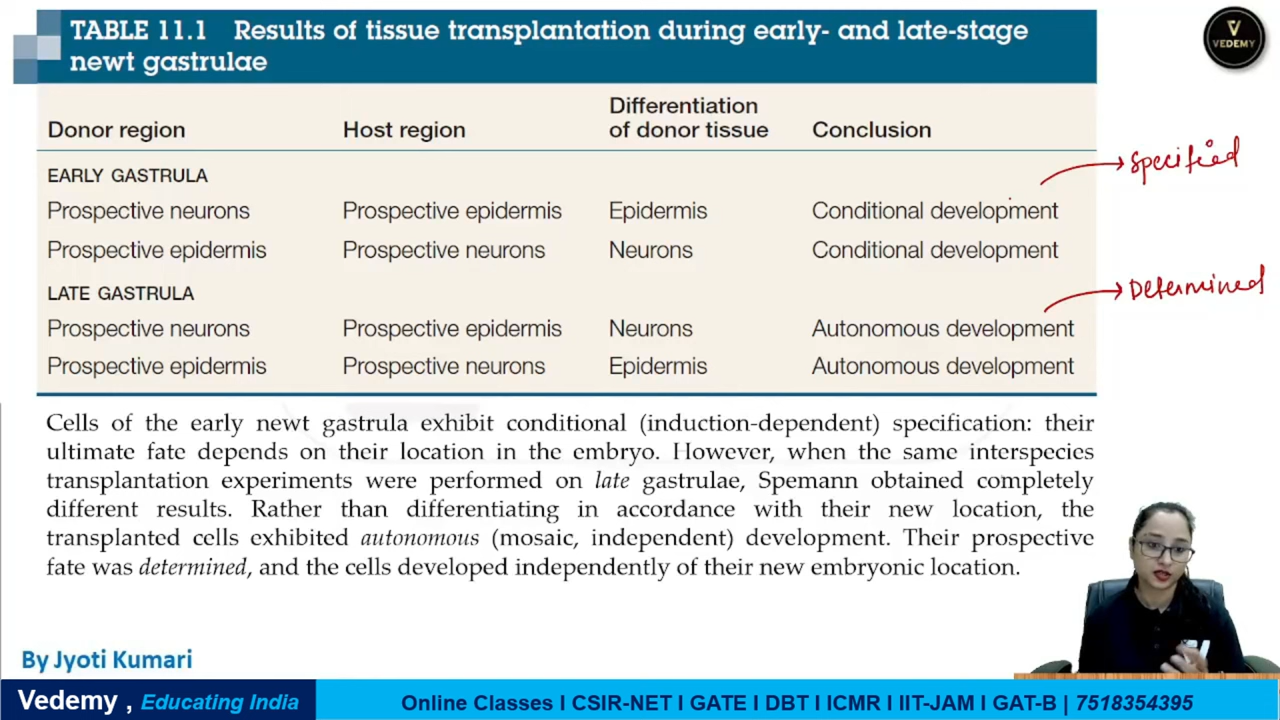 TABLE 11.1 Results of tissue transplantation during early- and late-stage
newt gastrulae
VEDEMY
Donor region Host region Differentiation of donor tissue Conclusion
Specified
EARLY GASTRULA
Prospective neurons Prospective epidermis Epidermis Conditional development
Prospective epidermis Prospective neurons Neurons Conditional development
Determined
LATE GASTRULA
Prospective neurons Prospective epidermis Neurons Autonomous development
Prospective epidermis Prospective neurons Epidermis Autonomous development
Cells of the early newt gastrula exhibit conditional (induction-dependent) specification: their
ultimate fate depends on their location in the embryo. However, when the same interspecies
transplantation experiments were performed on late gastrulae, Spemann obtained completely
different results. Rather than differentiating in accordance with their new location, the
transplanted cells exhibited autonomous (mosaic, independent) development. Their prospective
fate was determined, and the cells developed independently of their new embryonic location.
By Jyoti Kumari
Vedemy , Educating India
Online Classes I CSIR-NET I GATE I DBT I ICMR I IIT-JAM I GAT-B | 7518354395